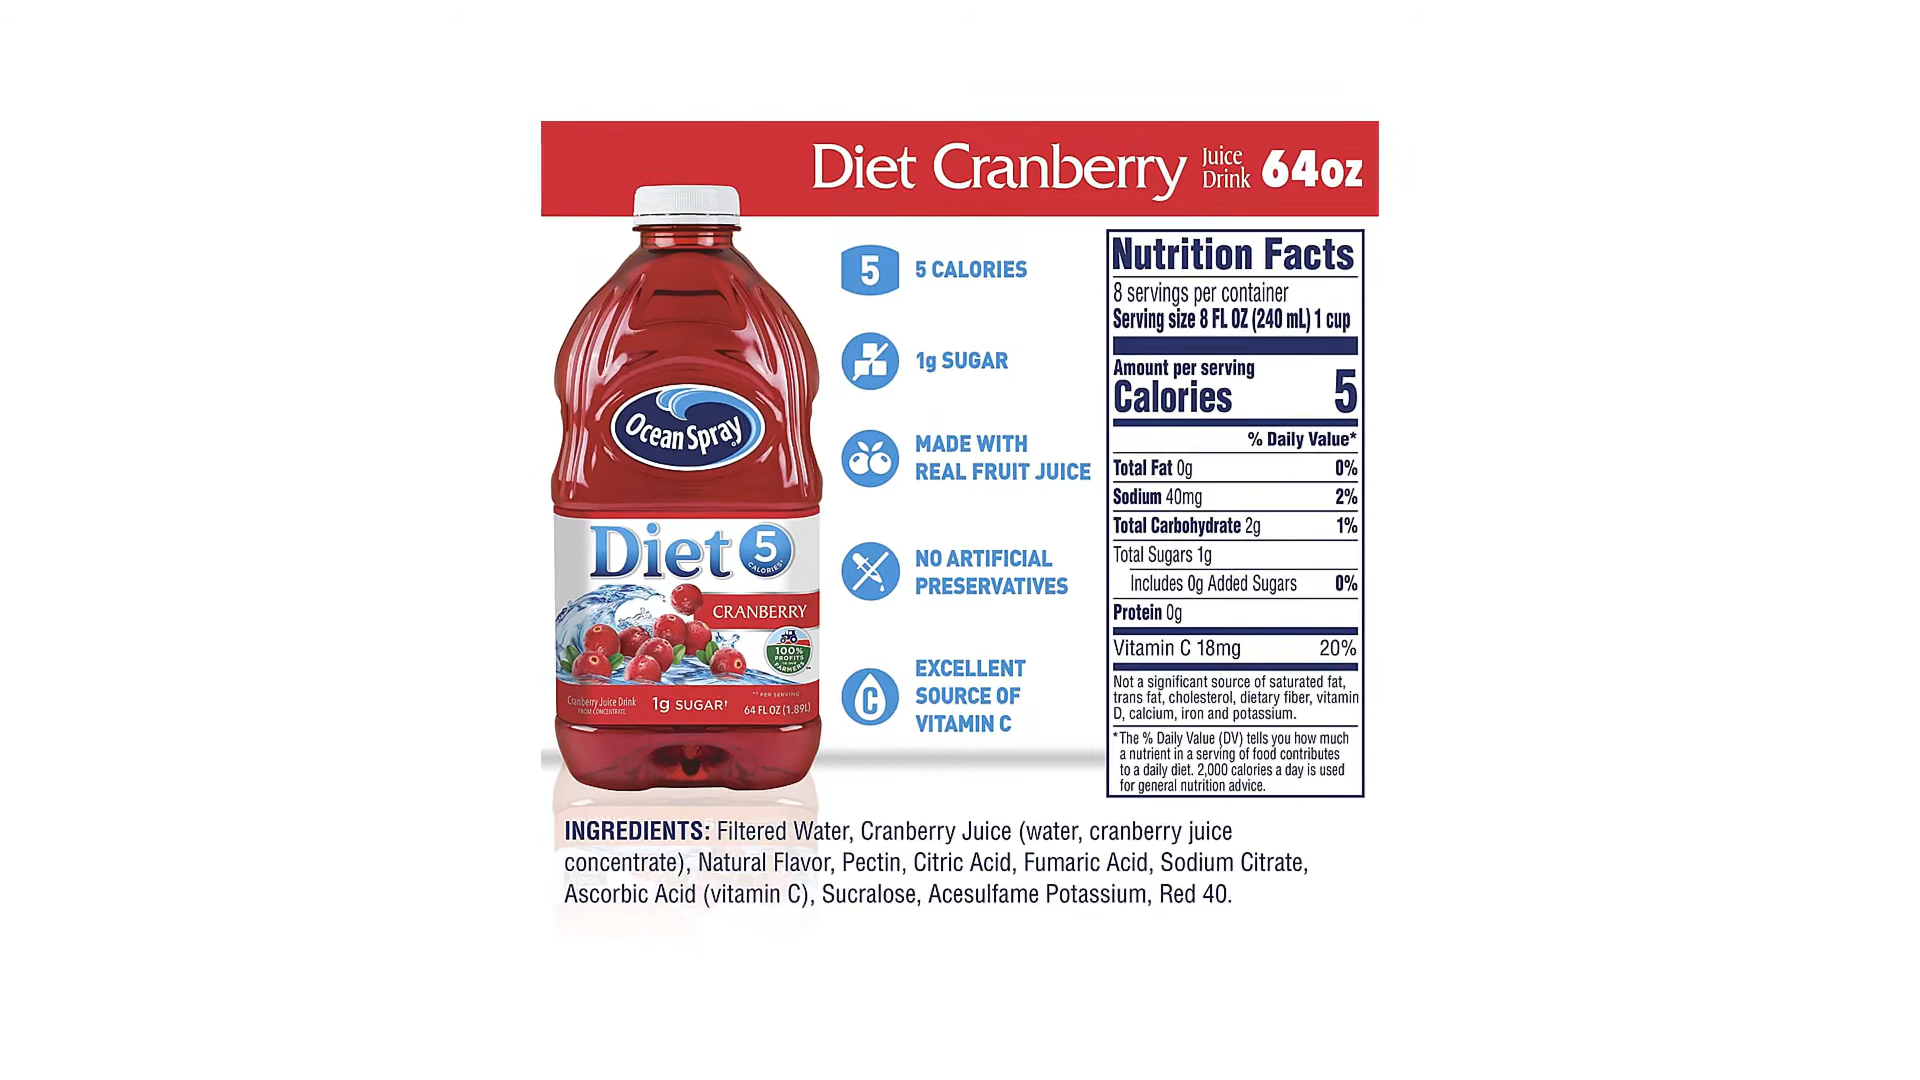 Diet Cranberry Juice Drink 64oz
5 5 CALORIES
1g SUGAR
MADE WITH
REAL FRUIT JUICE
NO ARTIFICIAL
PRESERVATIVES
C
EXCELLENT
SOURCE OF
VITAMIN C
Ocean Spray
Diet 5
CALORIES
CRANBERRY
100%
PROFITS
TO OUR
FARMERS
Cranberry Juice Drink
FROM CONCENTRATE
1g SUGAR†
PER SERVING
64 FL OZ (1.89L)
Nutrition Facts
8 servings per container
Serving size 8 FL OZ (240 mL) 1 cup
Amount per serving
Calories 5
% Daily Value*
Total Fat 0g 0%
Sodium 40mg 2%
Total Carbohydrate 2g 1%
Total Sugars 1g
Includes 0g Added Sugars 0%
Protein 0g
Vitamin C 18mg 20%
Not a significant source of saturated fat,
trans fat, cholesterol, dietary fiber, vitamin
D, calcium, iron and potassium.
*The % Daily Value (DV) tells you how much
a nutrient in a serving of food contributes
to a daily diet. 2,000 calories a day is used
for general nutrition advice.
INGREDIENTS: Filtered Water, Cranberry Juice (water, cranberry juice
concentrate), Natural Flavor, Pectin, Citric Acid, Fumaric Acid, Sodium Citrate,
Ascorbic Acid (vitamin C), Sucralose, Acesulfame Potassium, Red 40.